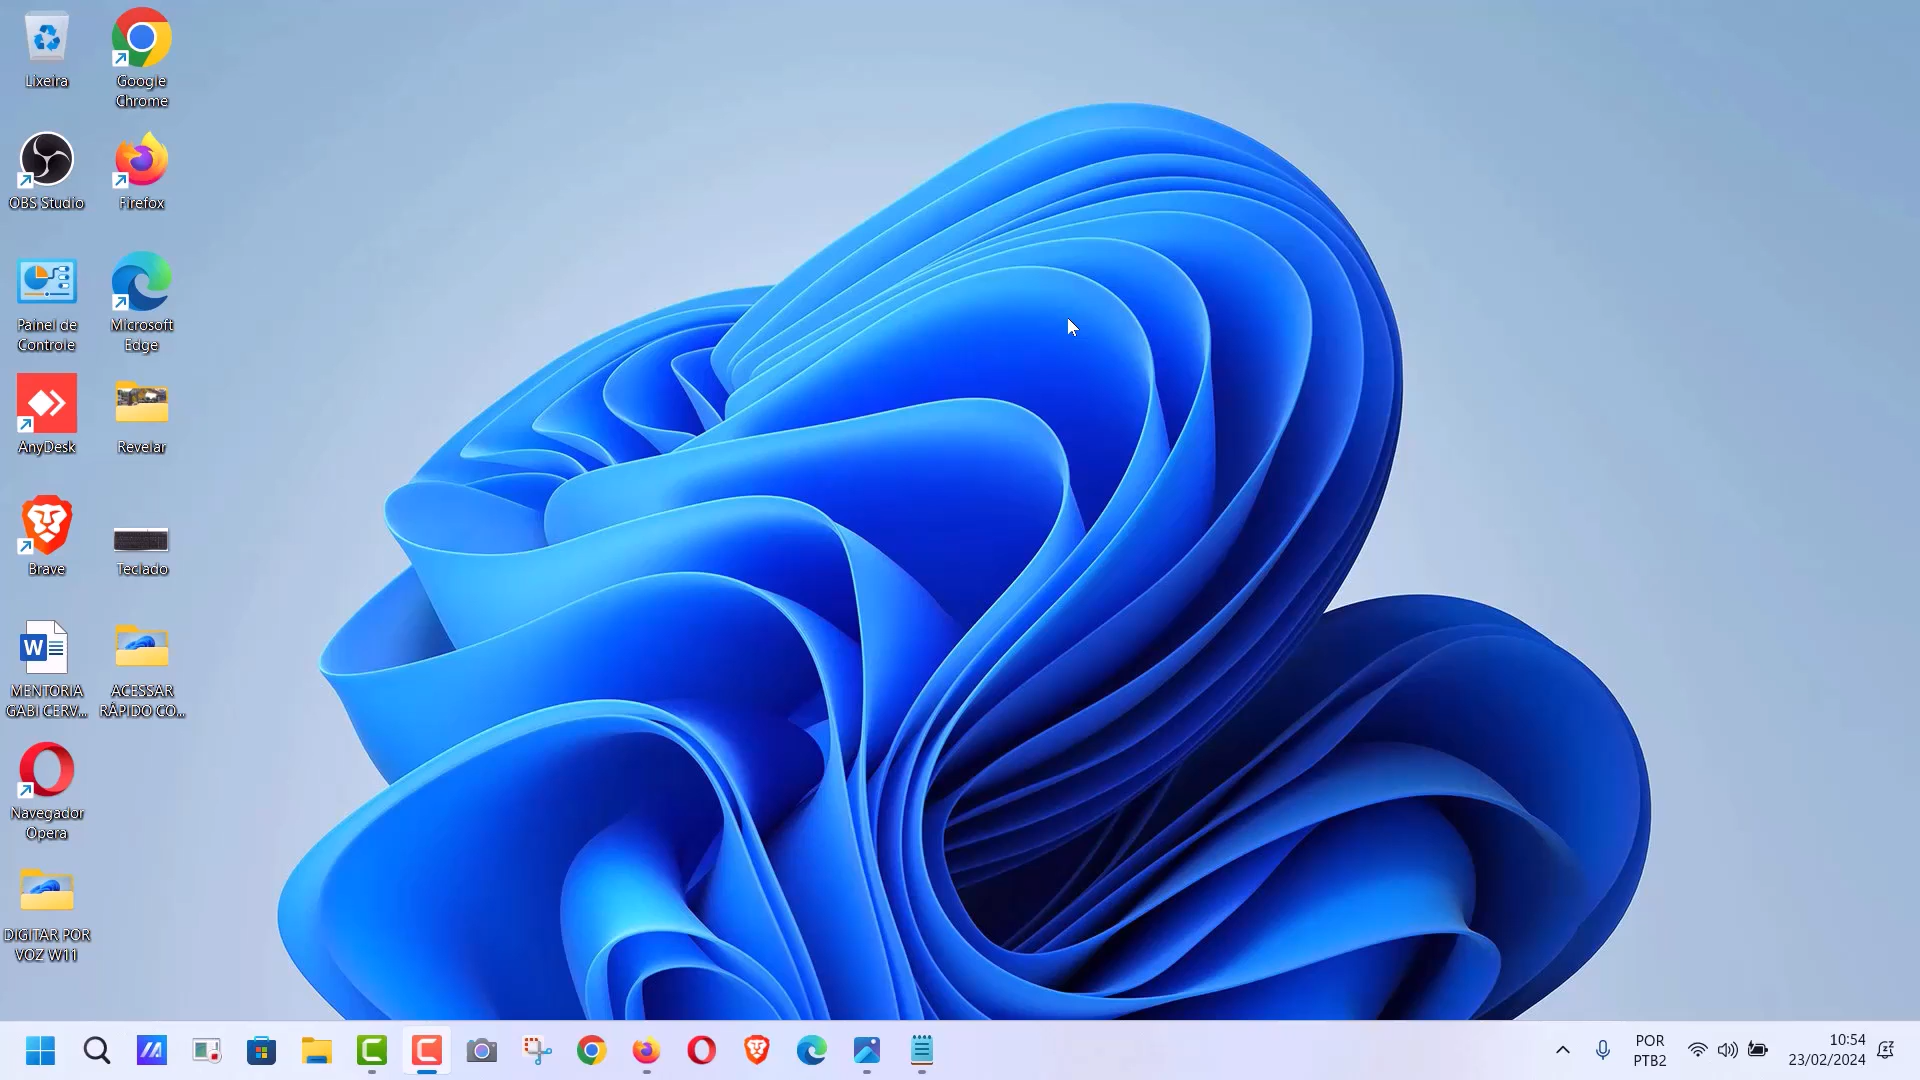 Lixeira
Google
Chrome
OBS Studio
Firefox
Painel de
Controle
Microsoft
Edge
AnyDesk
Revelar
Brave
Teclado
MENTORIA
GABI CERV...
ACESSAR
RÁPIDO CO...
Navegador
Opera
DIGITAR POR
VOZ W11
POR
PTB2
10:54
23/02/2024